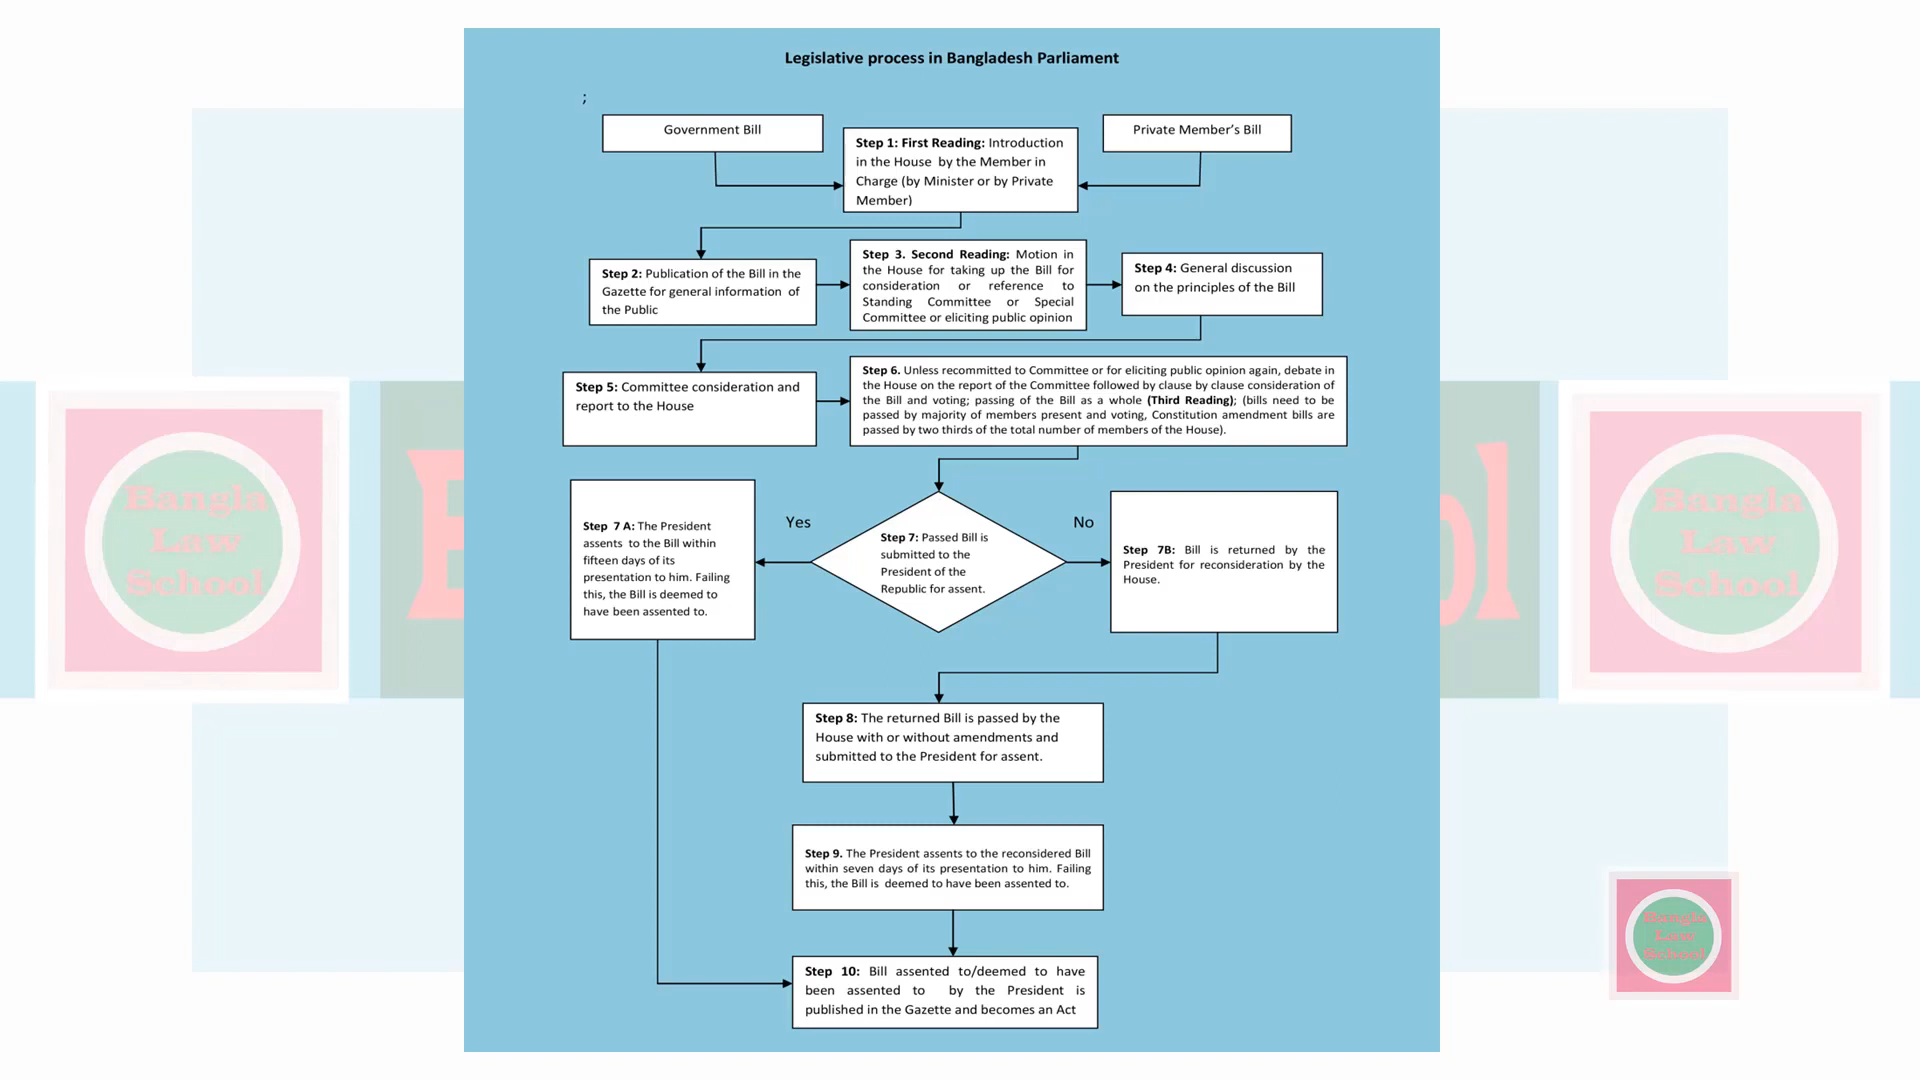 Legislative process in Bangladesh Parliament
;
Government Bill
Private Member's Bill
Step 1: First Reading: Introduction
in the House by the Member in
Charge (by Minister or by Private
Member)
Step 2: Publication of the Bill in the
Gazette for general information of
the Public
Step 3. Second Reading: Motion in
the House for taking up the Bill for
consideration or reference to
Standing Committee or Special
Committee or eliciting public opinion
Step 4: General discussion
on the principles of the Bill
Step 5: Committee consideration and
report to the House
Step 6. Unless recommitted to Committee or for eliciting public opinion again, debate in
the House on the report of the Committee followed by clause by clause consideration of
the Bill and voting; passing of the Bill as a whole (Third Reading); (bills need to be
passed by majority of members present and voting, Constitution amendment bills are
passed by two thirds of the total number of members of the House).
Step 7 A: The President
assents to the Bill within
fifteen days of its
presentation to him. Failing
this, the Bill is deemed to
have been assented to.
Yes
Step 7: Passed Bill is
submitted to the
President of the
Republic for assent.
No
Step 7B: Bill is returned by the
President for reconsideration by the
House.
Step 8: The returned Bill is passed by the
House with or without amendments and
submitted to the President for assent.
Step 9. The President assents to the reconsidered Bill
within seven days of its presentation to him. Failing
this, the Bill is deemed to have been assented to.
Step 10: Bill assented to/deemed to have
been assented to by the President is
published in the Gazette and becomes an Act
Bangla
Law
School
Bangla
Law
School
Bangla
Law
School